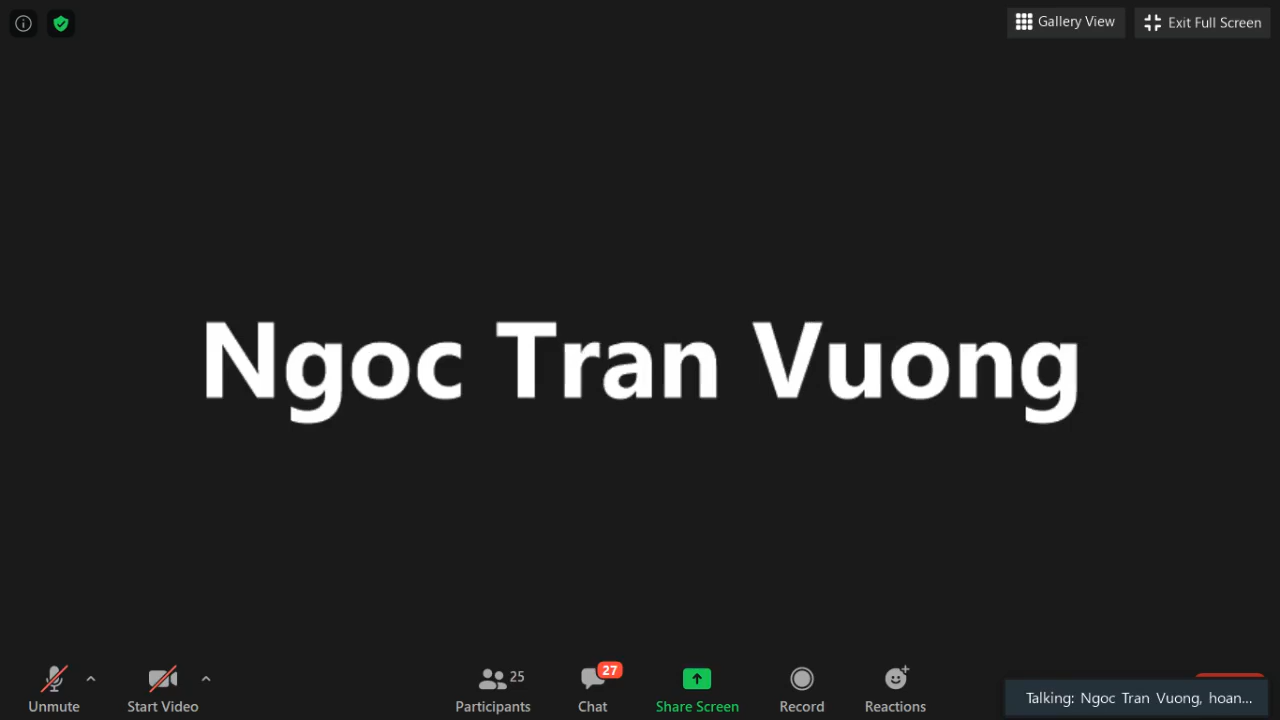 Gallery View
Exit Full Screen
Ngoc Tran Vuong
Unmute
Start Video
25
Participants
27
Chat
Share Screen
Record
Reactions
Talking: Ngoc Tran Vuong, hoan...